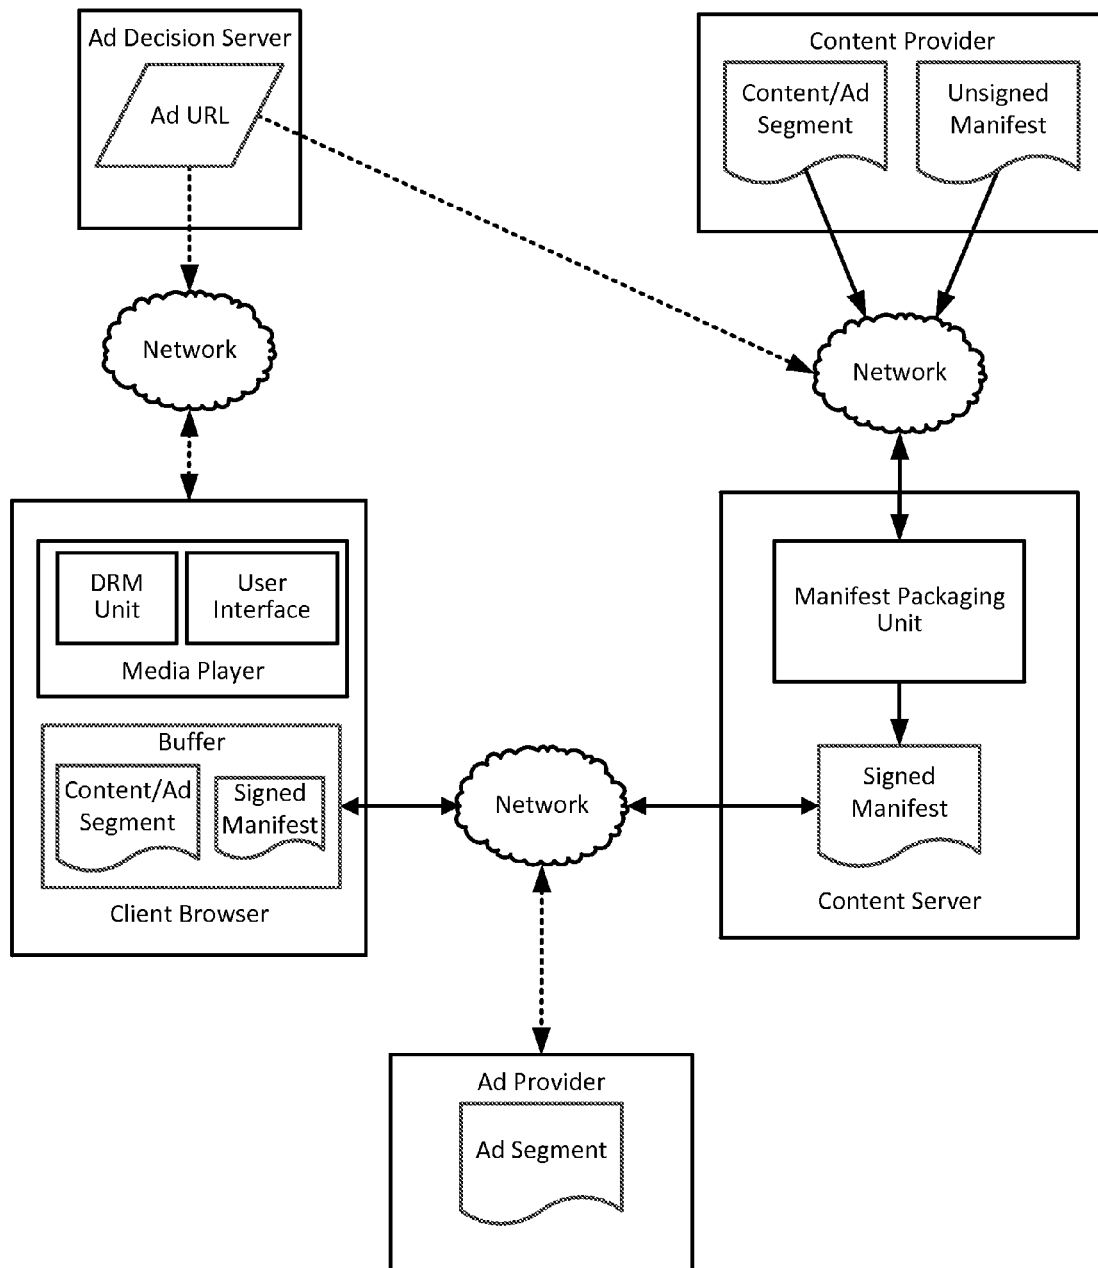 Ad Decision Server
Ad URL
Content Provider
Content/Ad
Segment
Unsigned
Manifest
Network
Network
DRM
Unit
User
Interface
Media Player
Manifest Packaging
Unit
Buffer
Content/Ad
Segment
Signed
Manifest
Client Browser
Network
Signed
Manifest
Content Server
Ad Provider
Ad Segment